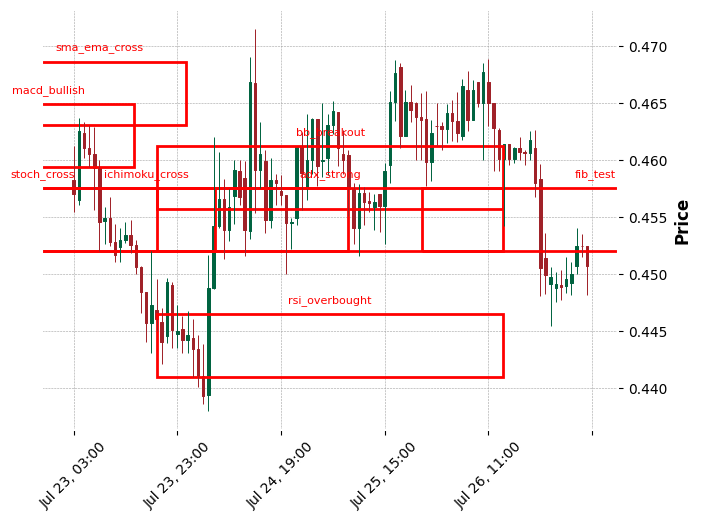 sma_ema_cross
macd_bullish
bb_breakout
stoch_cross
ichimoku_cross
adx_strong
fib_test
rsi_overbought
0.470
0.465
0.460
0.455
0.450
0.445
0.440
Price
Jul 23, 03:00
Jul 23, 23:00
Jul 24, 19:00
Jul 25, 15:00
Jul 26, 11:00